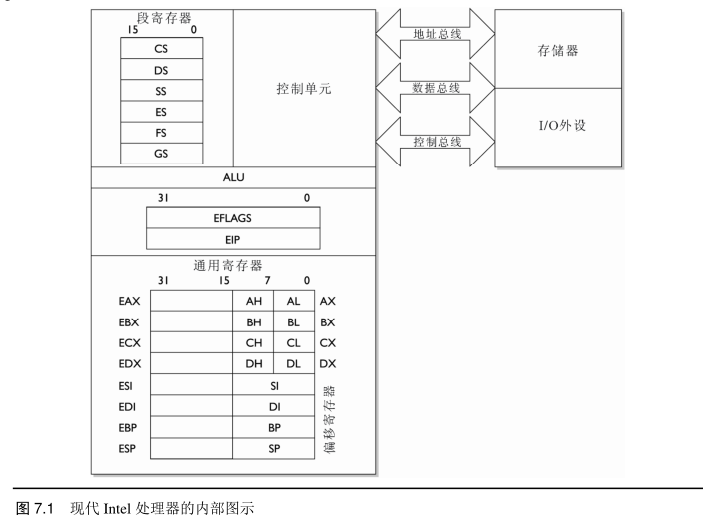 段寄存器
15 0
CS
DS
SS
ES
FS
GS
控制单元
地址总线
数据总线
控制总线
存储器
I/O外设
ALU
31 0
EFLAGS
EIP
通用寄存器
31 15 7 0
EAX AH AL AX
EBX BH BL BX
ECX CH CL CX
EDX DH DL DX
ESI SI
EDI DI
EBP BP
ESP SP
偏移寄存器
图 7.1 现代 Intel 处理器的内部图示